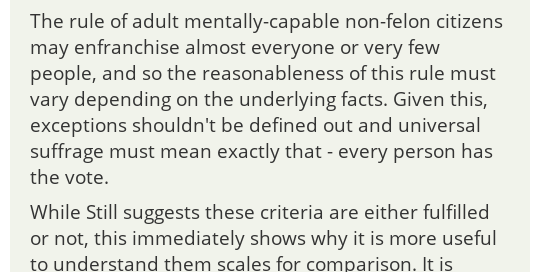 The rule of adult mentally-capable non-felon citizens
may enfranchise almost everyone or very few
people, and so the reasonableness of this rule must
vary depending on the underlying facts. Given this,
exceptions shouldn't be defined out and universal
suffrage must mean exactly that - every person has
the vote.
While Still suggests these criteria are either fulfilled
or not, this immediately shows why it is more useful
to understand them scales for comparison. It is